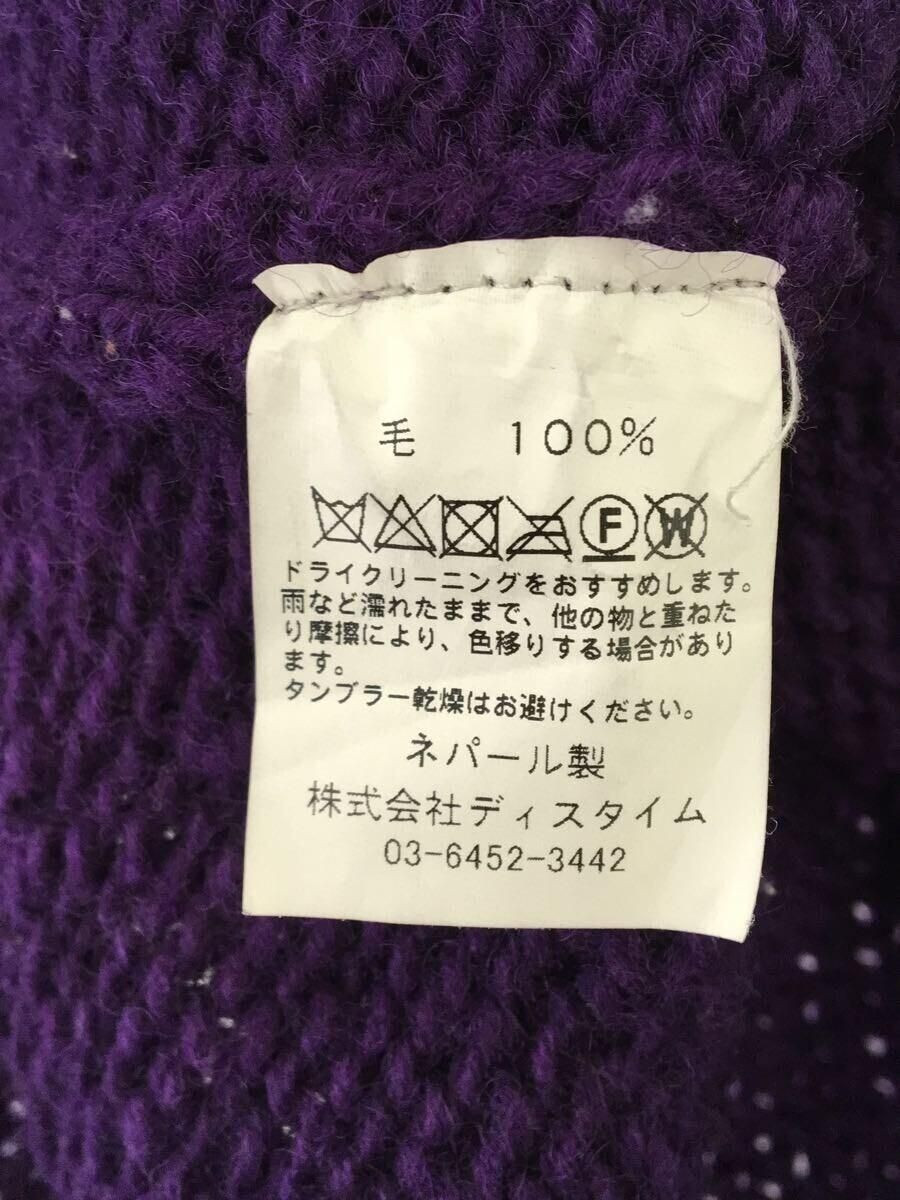 毛 100%
F W
ドライクリーニングをおすすめします。
雨など濡れたままで、他の物と重ねた
り摩擦により、色移りする場合があり
ます。
タンブラー乾燥はお避けください。
ネパール製
株式会社ディスタイム
03-6452-3442